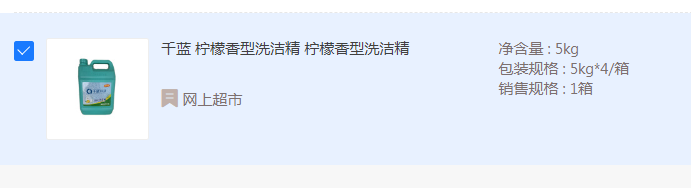 千蓝 柠檬香型洗洁精 柠檬香型洗洁精
网上超市
净含量 : 5kg
包装规格 : 5kg*4/箱
销售规格 : 1箱